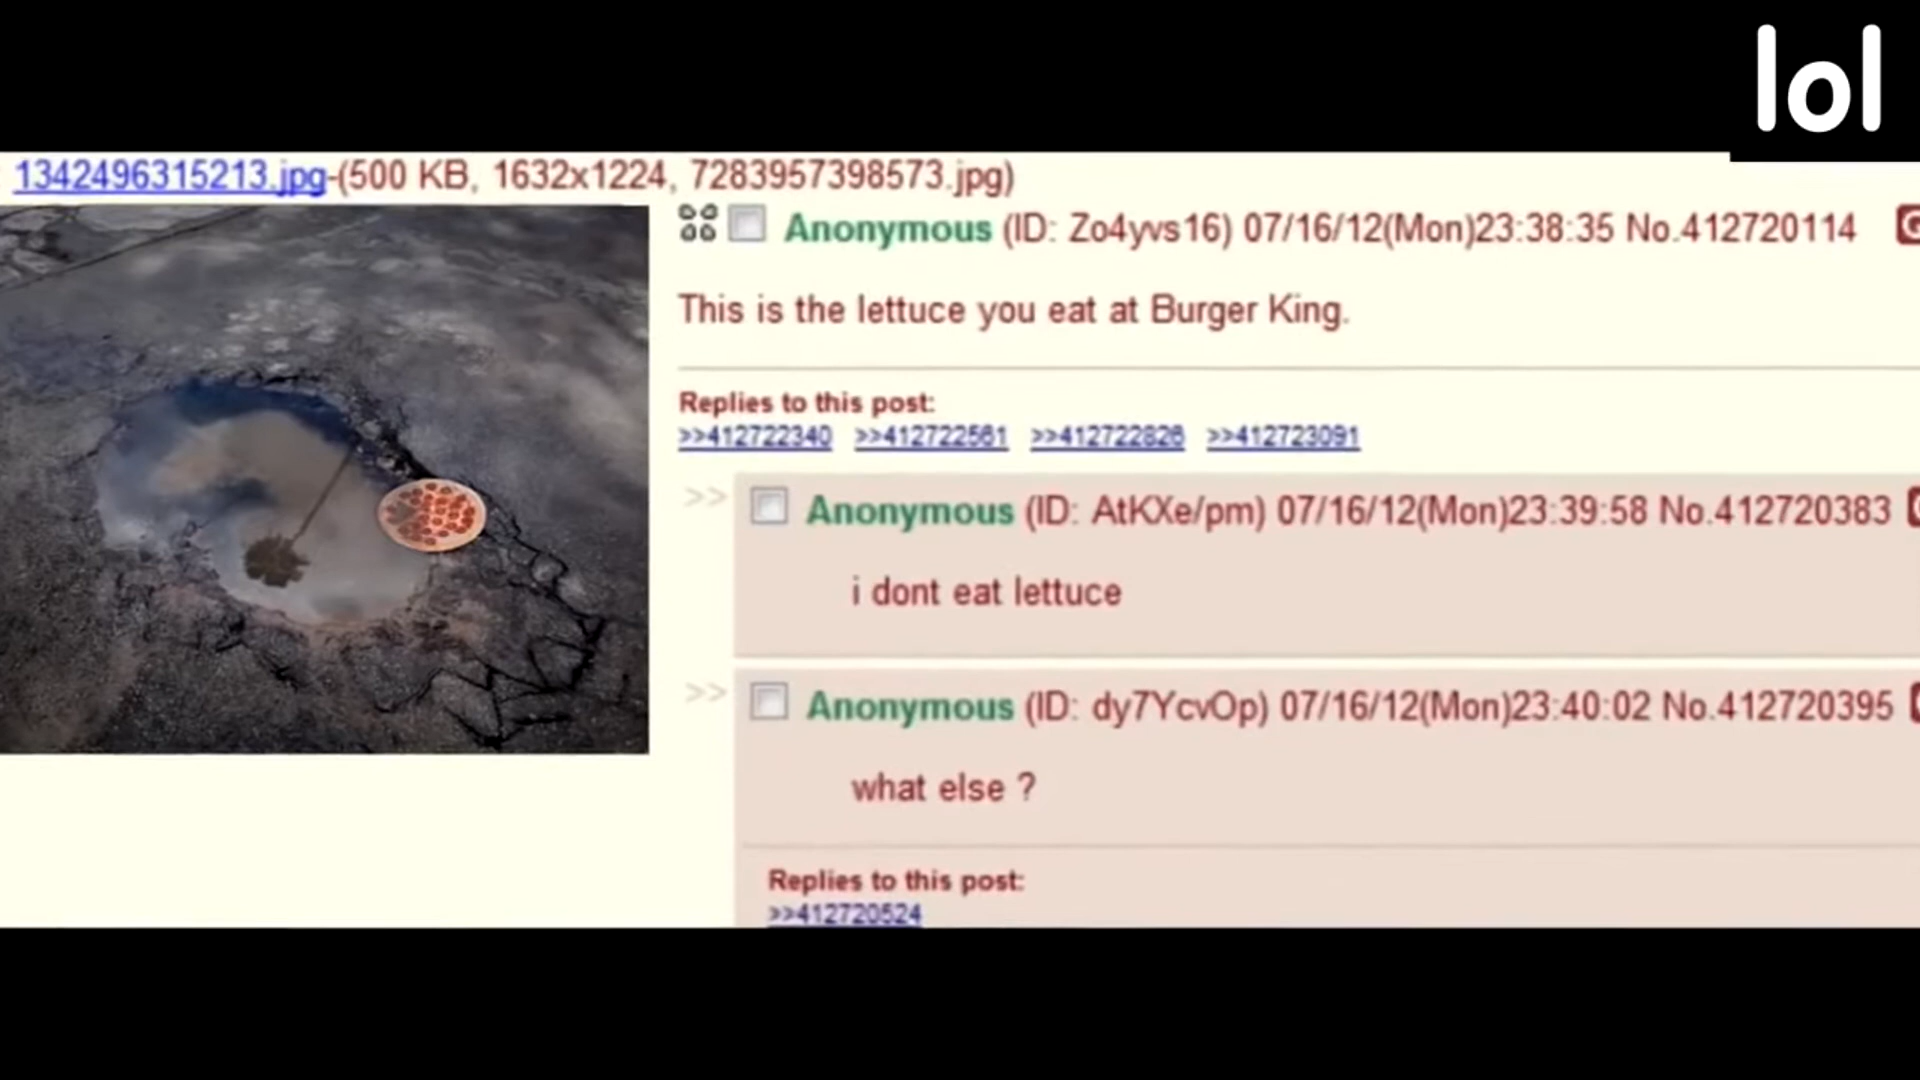 lol
1342496315213.jpg-(500 KB, 1632x1224, 7283957398573.jpg)
Anonymous (ID: Zo4yvs16) 07/16/12(Mon)23:38:35 No.412720114
This is the lettuce you eat at Burger King.
Replies to this post:
>>412722340 >>412722561 >>412722826 >>412723091
>> Anonymous (ID: AtKXe/pm) 07/16/12(Mon)23:39:58 No.412720383
i dont eat lettuce
>> Anonymous (ID: dy7YcvOp) 07/16/12(Mon)23:40:02 No.412720395
what else ?
Replies to this post:
>>412720524